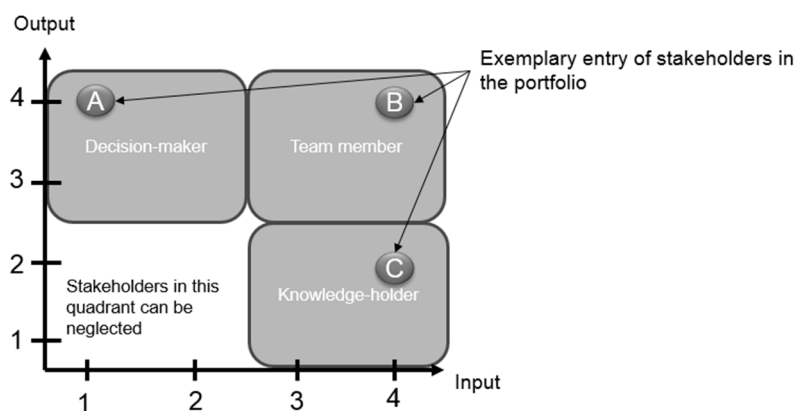 Output
Exemplary entry of stakeholders in
the portfolio
4
A
B
Decision-maker
Team member
3
2
C
Stakeholders in this
quadrant can be
neglected
Knowledge-holder
1
Input
1
2
3
4